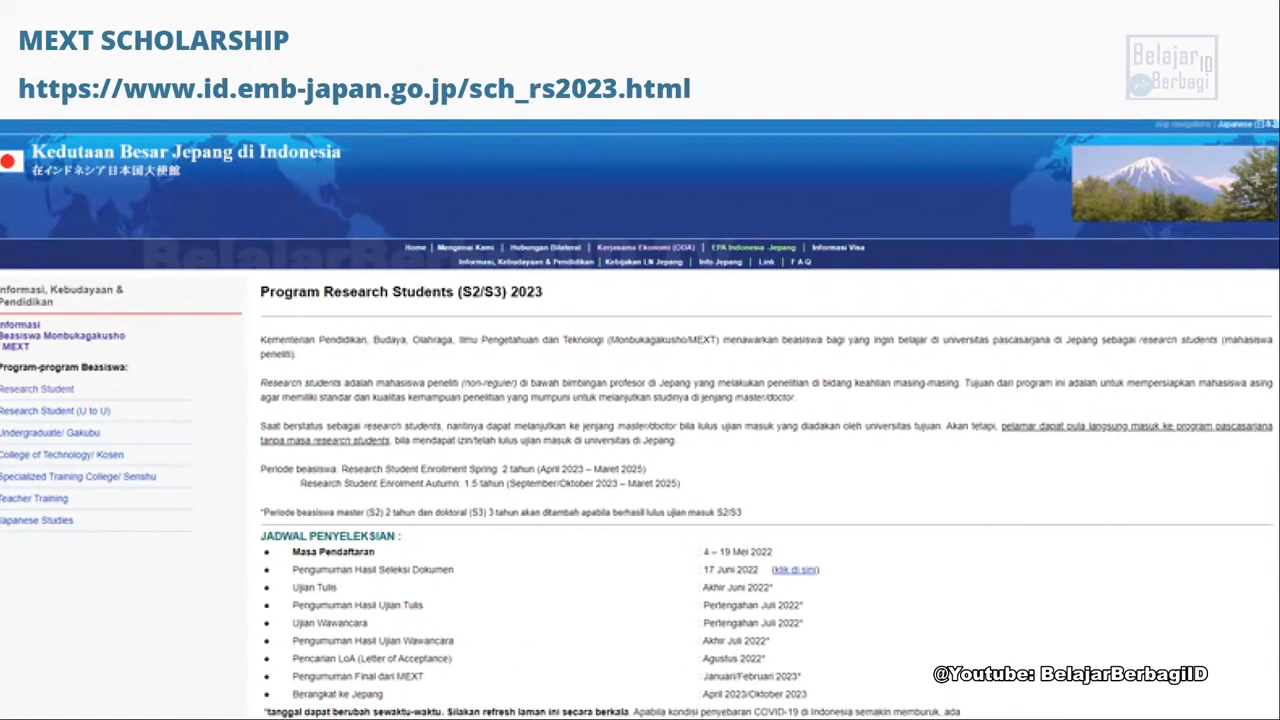 MEXT SCHOLARSHIP
https://www.id.emb-japan.go.jp/sch_rs2023.html
Belajar
ID
Berbagi
skip navigations | Japanese
Kedutaan Besar Jepang di Indonesia
在インドネシア日本国大使館
Home | Mengenai Kami | Hubungan Bilateral | Kerjasama Ekonomi (ODA) | EPA Indonesia -Jepang | Informasi Visa
Informasi, Kebudayaan & Pendidikan | Kebijakan LN Jepang | Info Jepang | Link | F A Q
nformasi, Kebudayaan &
Pendidikan
nformasi
Beasiswa Monbukagakusho
/ MEXT
Program-program Beasiswa:
Research Student
Research Student (U to U)
Undergraduate/ Gakubu
College of Technology/ Kosen
Specialized Training College/ Senshu
Teacher Training
Japanese Studies
Program Research Students (S2/S3) 2023
Kementerian Pendidikan, Budaya, Olahraga, Ilmu Pengetahuan dan Teknologi (Monbukagakusho/MEXT) menawarkan beasiswa bagi yang ingin belajar di universitas pascasarjana di Jepang sebagai research students (mahasiswa
peneliti).
Research students adalah mahasiswa peneliti (non-reguler) di bawah bimbingan profesor di Jepang yang melakukan penelitian di bidang keahlian masing-masing. Tujuan dari program ini adalah untuk mempersiapkan mahasiswa asing
agar memiliki standar dan kualitas kemampuan penelitian yang mumpuni untuk melanjutkan studinya di jenjang master/doctor.
Saat berstatus sebagai research students, nantinya dapat melanjutkan ke jenjang master/doctor bila lulus ujian masuk yang diadakan oleh universitas tujuan. Akan tetapi, pelamar dapat pula langsung masuk ke program pascasarjana
tanpa masa research students, bila mendapat izin/telah lulus ujian masuk di universitas di Jepang.
Periode beasiswa: Research Student Enrollment Spring: 2 tahun (April 2023 – Maret 2025)
Research Student Enrolment Autumn: 1.5 tahun (September/Oktober 2023 – Maret 2025)
*Periode beasiswa master (S2) 2 tahun dan doktoral (S3) 3 tahun akan ditambah apabila berhasil lulus ujian masuk S2/S3
JADWAL PENYELEKSIAN :
• Masa Pendaftaran : 4 – 19 Mei 2022
• Pengumuman Hasil Seleksi Dokumen : 17 Juni 2022 (klik di sini)
• Ujian Tulis : Akhir Juni 2022*
• Pengumuman Hasil Ujian Tulis : Pertengahan Juli 2022*
• Ujian Wawancara : Pertengahan Juli 2022*
• Pengumuman Hasil Ujian Wawancara : Akhir Juli 2022*
• Pencarian LoA (Letter of Acceptance) : Agustus 2022*
• Pengumuman Final dari MEXT : Januari/Februari 2023*
• Berangkat ke Jepang : April 2023/Oktober 2023
*tanggal dapat berubah sewaktu-waktu. Silakan refresh laman ini secara berkala. Apabila kondisi penyebaran COVID-19 di Indonesia semakin memburuk, ada
@Youtube: BelajarBerbagiID